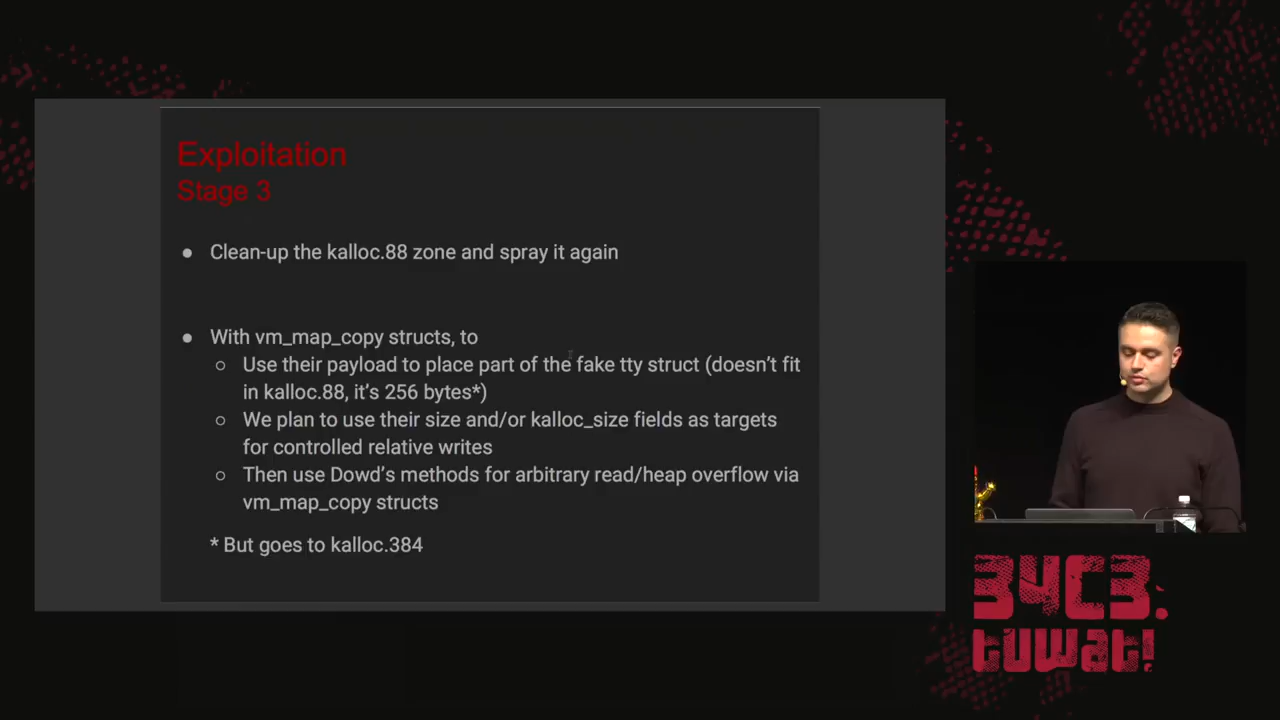 Exploitation
Stage 3
● Clean-up the kalloc.88 zone and spray it again
● With vm_map_copy structs, to
○ Use their payload to place part of the fake tty struct (doesn't fit
in kalloc.88, it's 256 bytes*)
○ We plan to use their size and/or kalloc_size fields as targets
for controlled relative writes
○ Then use Dowd's methods for arbitrary read/heap overflow via
vm_map_copy structs
* But goes to kalloc.384
34C3.
tuwat!